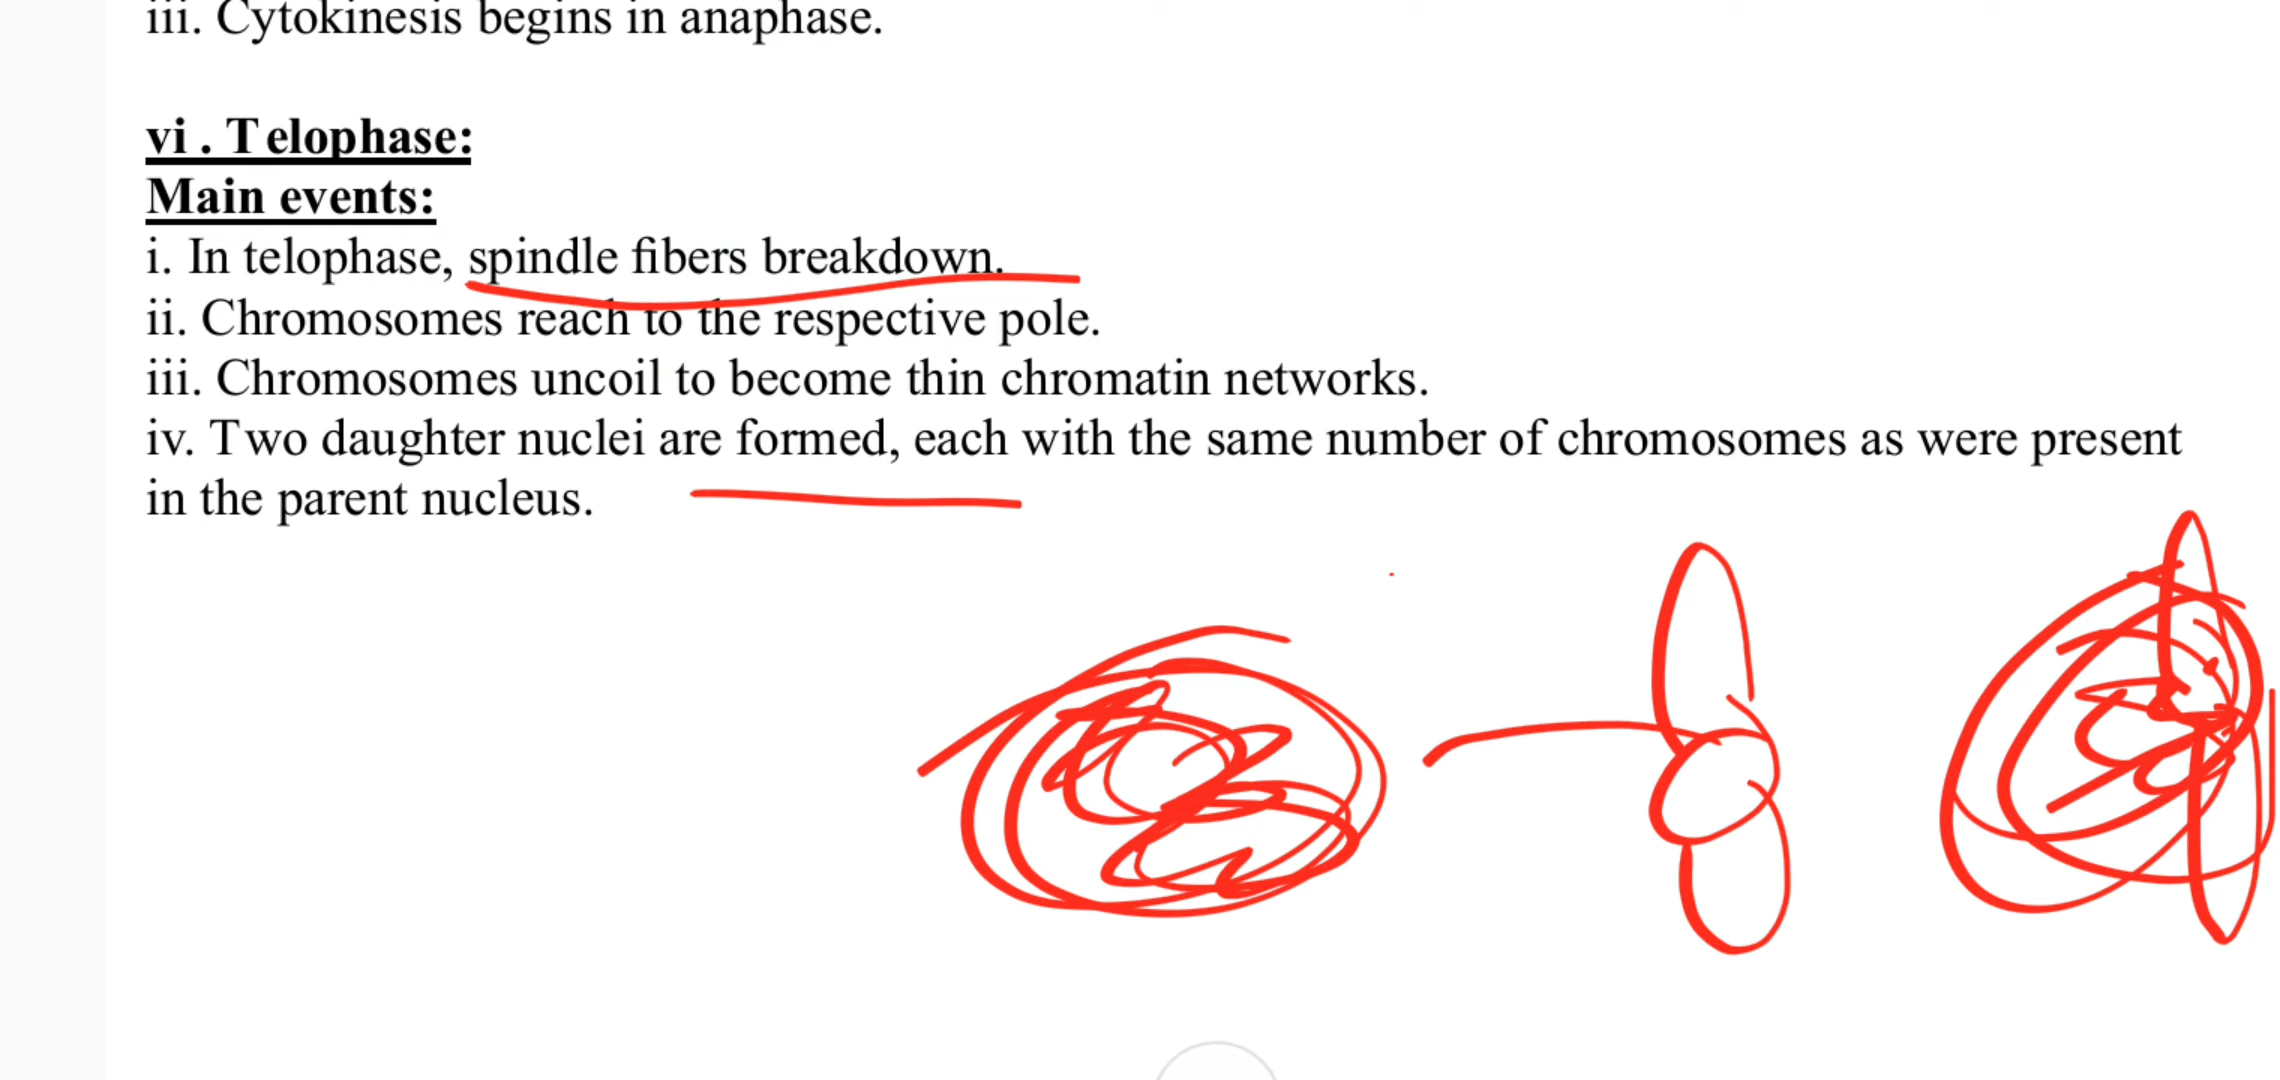 iii. Cytokinesis begins in anaphase.
vi . Telophase:
Main events:
i. In telophase, spindle fibers breakdown.
ii. Chromosomes reach to the respective pole.
iii. Chromosomes uncoil to become thin chromatin networks.
iv. Two daughter nuclei are formed, each with the same number of chromosomes as were present
in the parent nucleus.